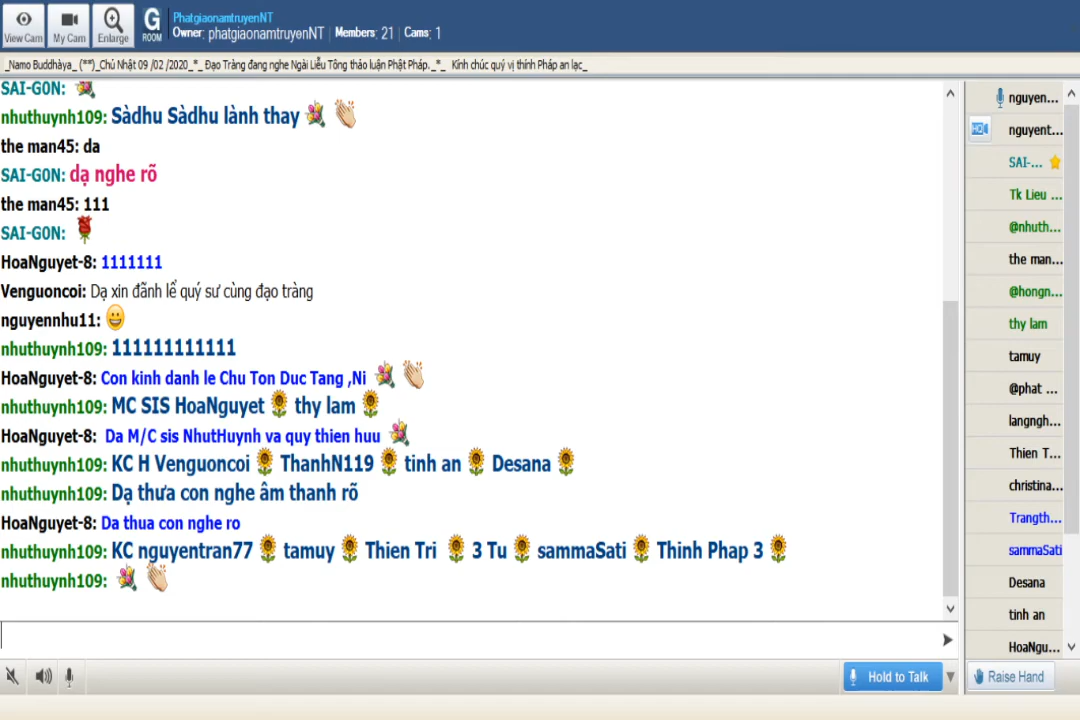 View Cam
My Cam
Enlarge
G
ROOM
PhatgiaonamtruyenNT
Owner: phatgiaonamtruyenNT | Members: 21 | Cams: 1
_Namo Buddhàya_ (**)_Chủ Nhật 09 /02 /2020_*_ Đạo Tràng đang nghe Ngài Liễu Tông thảo luận Phật Pháp._*_ Kính chúc quý vị thính Pháp an lạc_
SAI-GON:
nhuthuynh109: Sàdhu Sàdhu lành thay
the man45: da
SAI-GON: dạ nghe rõ
the man45: 111
SAI-GON:
HoaNguyet-8: 1111111
Venguoncoi: Dạ xin đãnh lể quý sư cùng đạo tràng
nguyennhu11:
nhuthuynh109: 111111111111
HoaNguyet-8: Con kinh danh le Chu Ton Duc Tang ,Ni
nhuthuynh109: MC SIS HoaNguyet thy lam
HoaNguyet-8: Da M/C sis NhutHuynh va quy thien huu
nhuthuynh109: KC H Venguoncoi ThanhN119 tinh an Desana
nhuthuynh109: Dạ thưa con nghe âm thanh rõ
HoaNguyet-8: Da thua con nghe ro
nhuthuynh109: KC nguyentran77 tamuy Thien Tri 3 Tu sammaSati Thinh Phap 3
nhuthuynh109:
nguyen...
HD
nguyent...
SAI-...
Tk Lieu ...
@nhuth...
the man...
@hongn...
thy lam
tamuy
@phat ...
langngh...
Thien T...
christina...
Trangth...
sammaSati
Desana
tinh an
HoaNgu...
Hold to Talk
Raise Hand